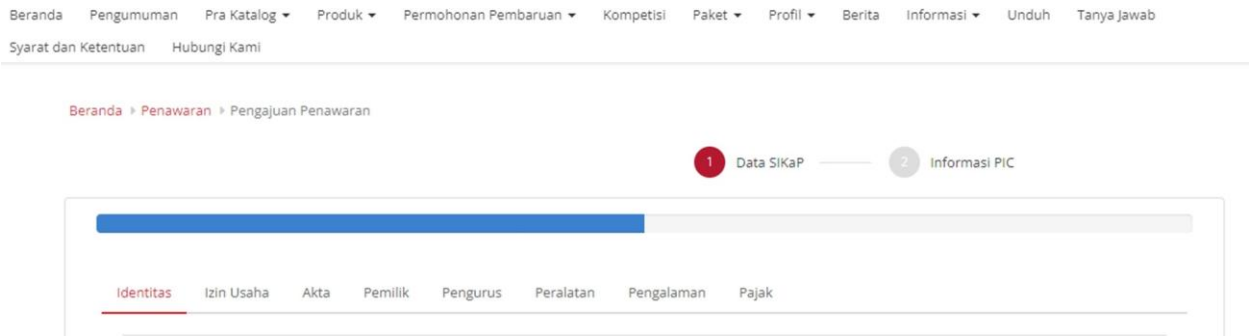 Beranda Pengumuman Pra Katalog Produk Permohonan Pembaruan Kompetisi Paket Profil Berita Informasi Unduh Tanya Jawab
Syarat dan Ketentuan Hubungi Kami
Beranda Penawaran Pengajuan Penawaran
1 Data SIKaP 2 Informasi PIC
Identitas Izin Usaha Akta Pemilik Pengurus Peralatan Pengalaman Pajak